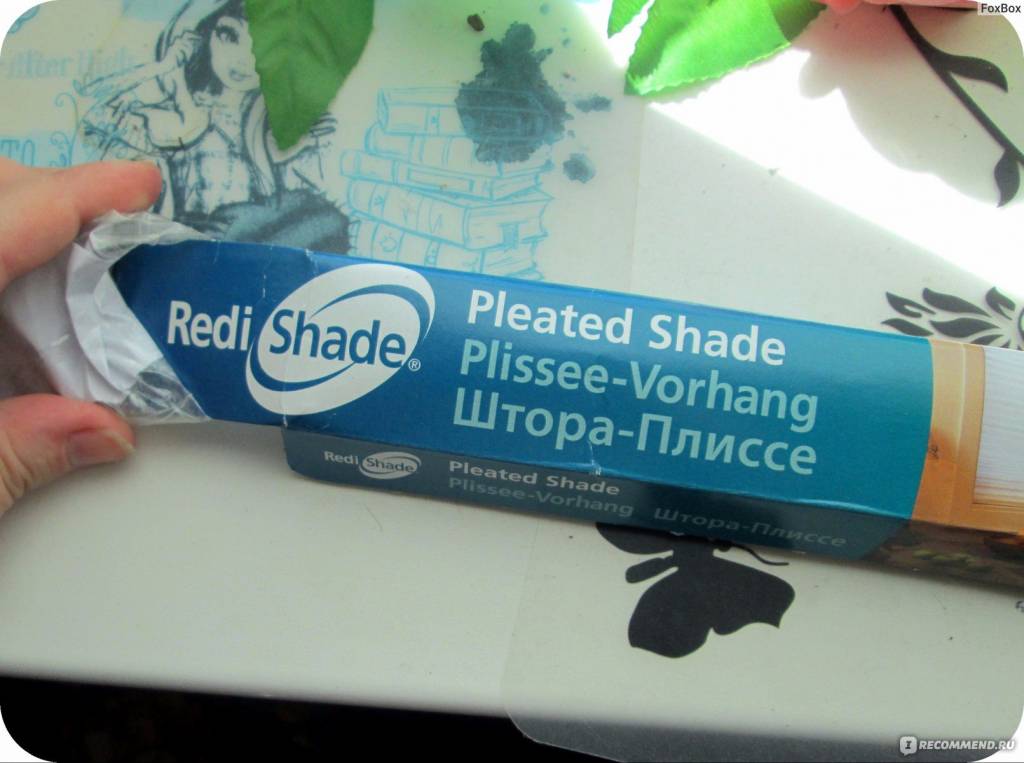 FoxBox
Redi Shade®
Pleated Shade
Plissee-Vorhang
Штора-Плиссе
Redi Shade
Pleated Shade
Plissee-Vorhang Штора-Плиссе
RECOMMEND.RU